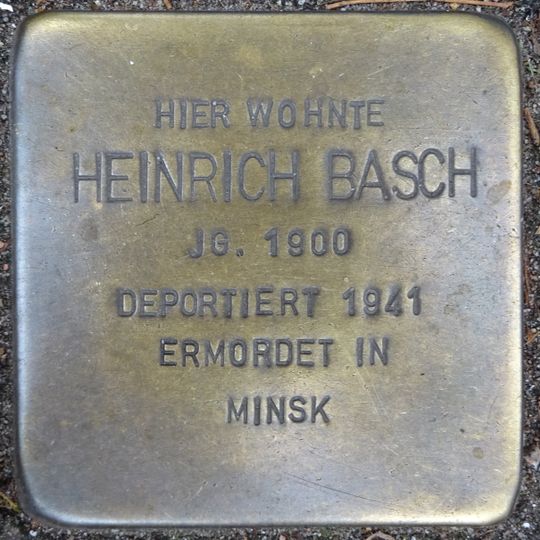 HIER WOHNTE
HEINRICH BASCH
JG. 1900
DEPORTIERT 1941
ERMORDET IN
MINSK